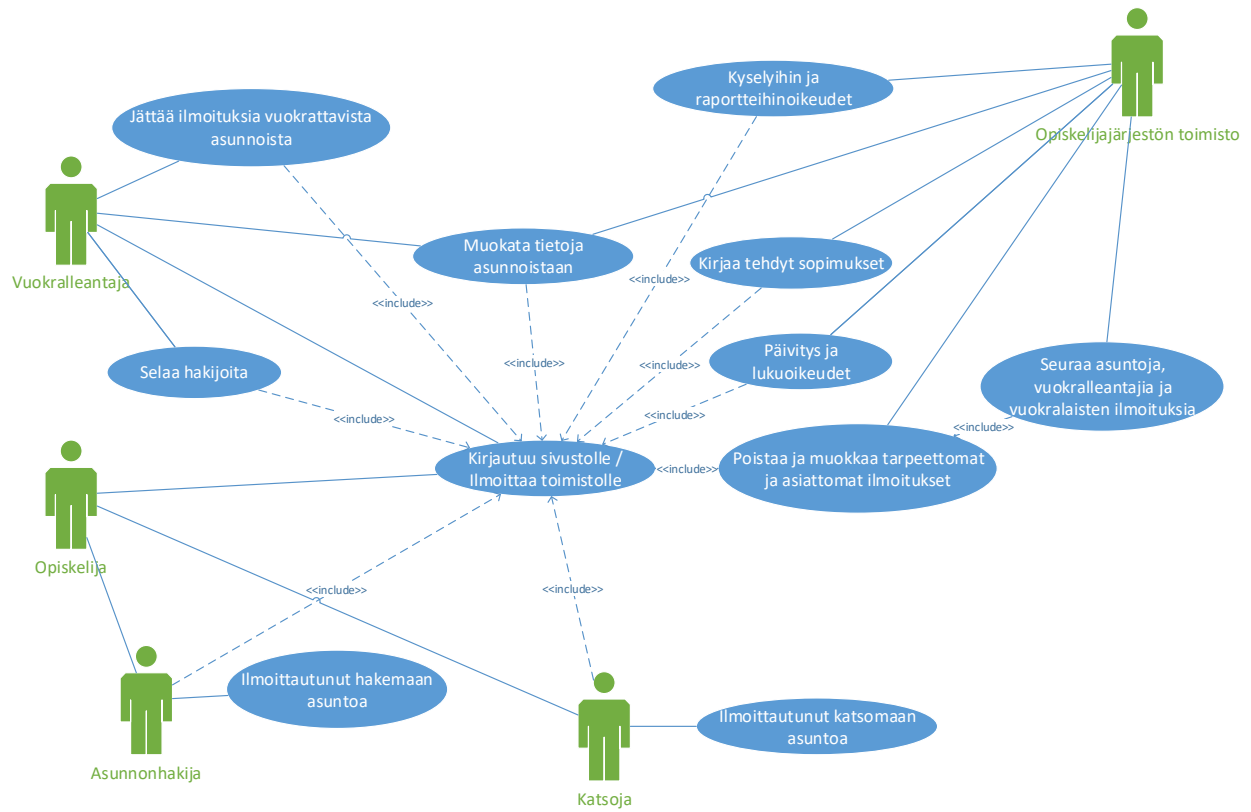 Kyselyihin ja
raportteihinoikeudet
Opiskelijajärjestön toimisto
Jättää ilmoituksia vuokrattavista
asunnoista
Vuokralleantaja
Muokata tietoja
asunnoistaan
Kirjaa tehdyt sopimukset
<<include>>
<<include>>
<<include>>
<<include>>
Selaa hakijoita
Päivitys ja
lukuoikeudet
Seuraa asuntoja,
vuokralleantajia ja
vuokralaisten ilmoituksia
<<include>>
<<include>>
<<include>>
Kirjautuu sivustolle /
Ilmoittaa toimistolle
<<include>>
Poistaa ja muokkaa tarpeettomat
ja asiattomat ilmoitukset
Opiskelija
<<include>>
<<include>>
Ilmoittautunut hakemaan
asuntoa
Ilmoittautunut katsomaan
asuntoa
Asunnonhakija
Katsoja